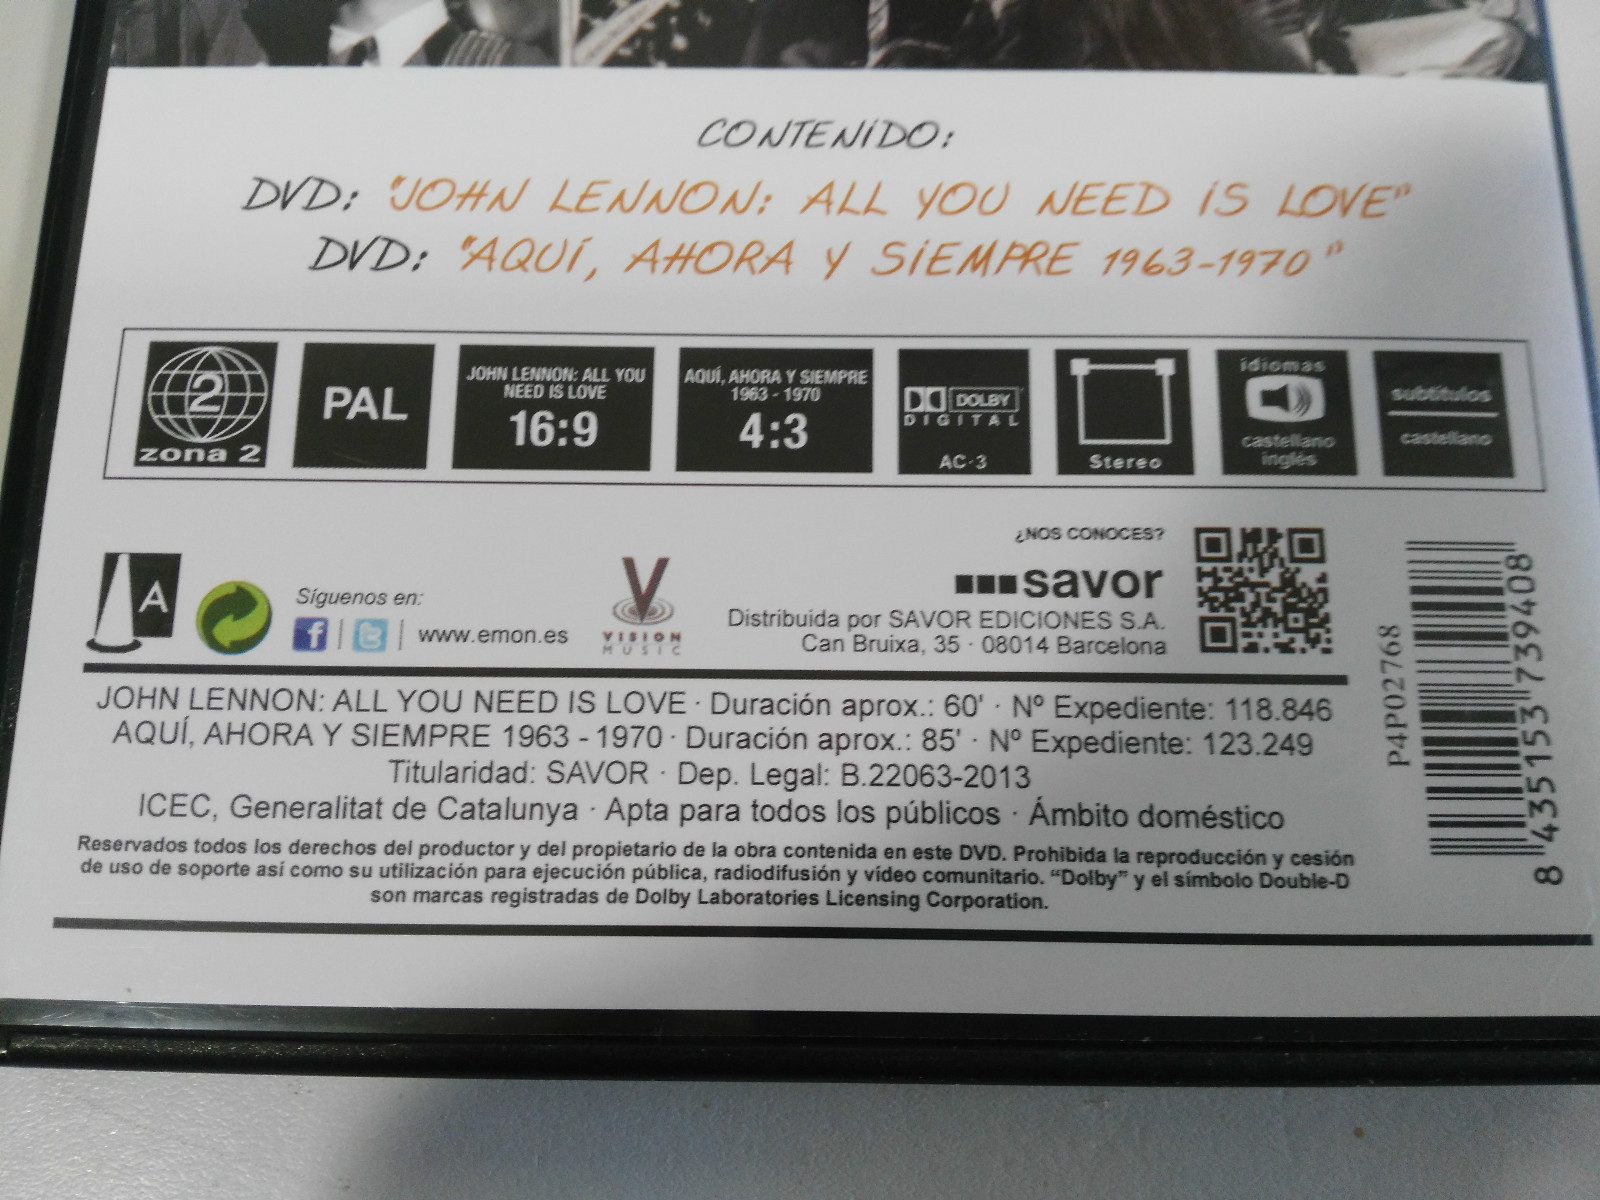 CONTENIDO:
DVD: "JOHN LENNON: ALL YOU NEED IS LOVE"
DVD: "AQUÍ, AHORA Y SIEMPRE 1963-1970"
2
zona 2
PAL
JOHN LENNON: ALL YOU
NEED IS LOVE
16:9
AQUÍ, AHORA Y SIEMPRE
1963 - 1970
4:3
DOLBY
DIGITAL
AC-3
Stereo
idiomas
castellano
inglés
subtítulos
castellano
A
Síguenos en:
www.emon.es
VISION
MUSIC
¿NOS CONOCES?
savor
Distribuida por SAVOR EDICIONES S.A.
Can Bruixa, 35 · 08014 Barcelona
JOHN LENNON: ALL YOU NEED IS LOVE · Duración aprox.: 60' · Nº Expediente: 118.846
AQUÍ, AHORA Y SIEMPRE 1963 - 1970 · Duración aprox.: 85' · Nº Expediente: 123.249
Titularidad: SAVOR · Dep. Legal: B.22063-2013
ICEC, Generalitat de Catalunya · Apta para todos los públicos · Ámbito doméstico
Reservados todos los derechos del productor y del propietario de la obra contenida en este DVD. Prohibida la reproducción y cesión
de uso de soporte así como su utilización para ejecución pública, radiodifusión y vídeo comunitario. "Dolby" y el símbolo Double-D
son marcas registradas de Dolby Laboratories Licensing Corporation.
P4P02768
8 435153 739408